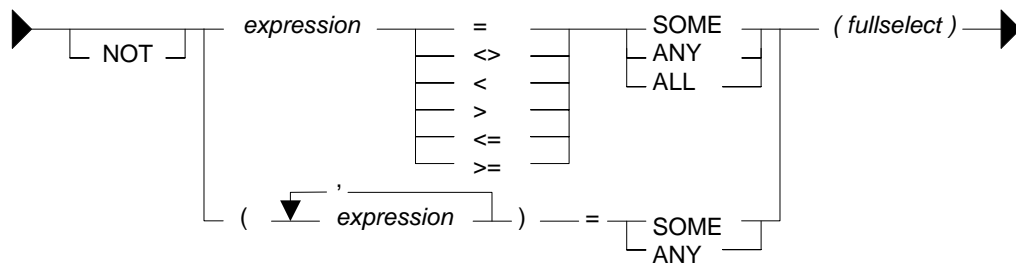 expression = SOME ( fullselect )
NOT <> ANY
< ALL
>
<=
>=
,
( expression ) = SOME
ANY